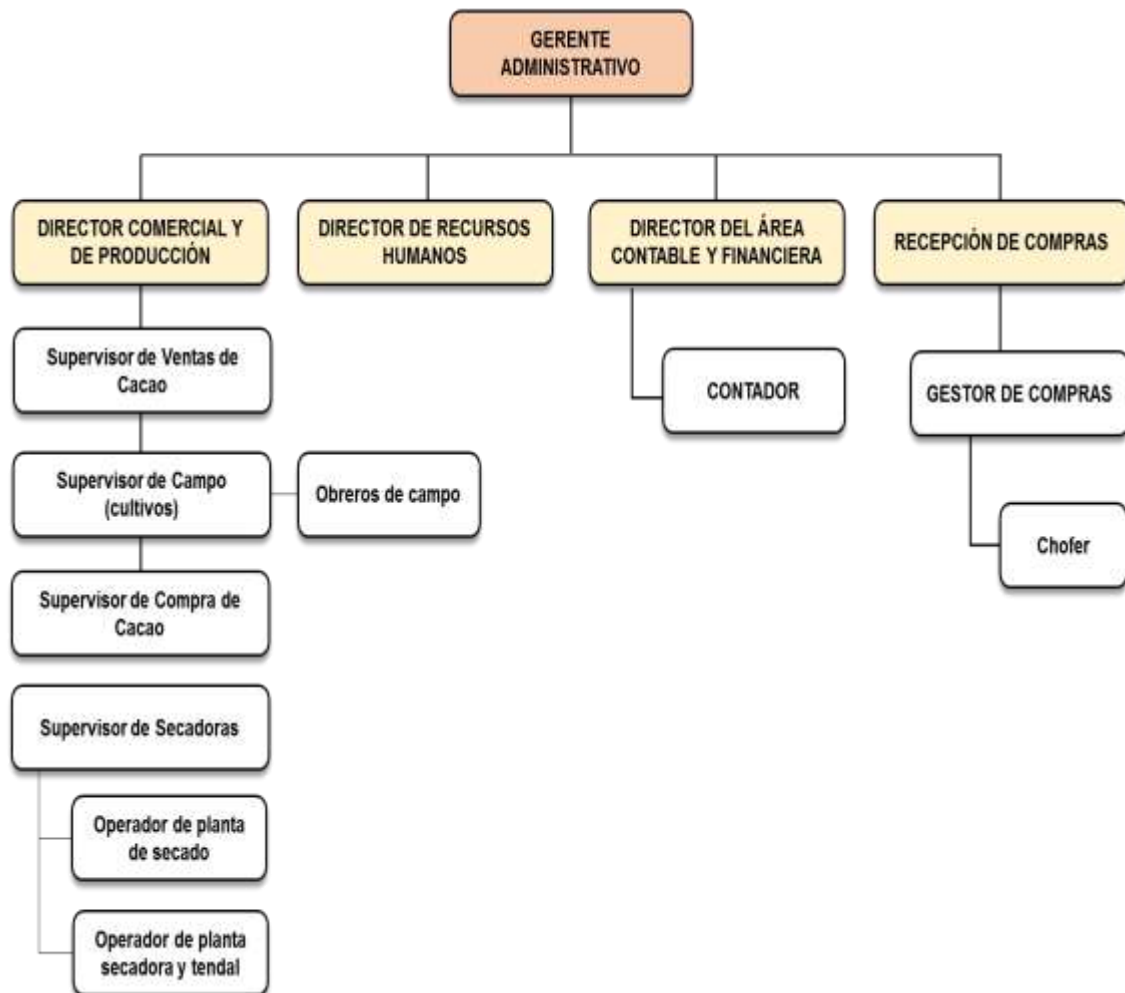 GERENTE
ADMINISTRATIVO
DIRECTOR COMERCIAL Y
DE PRODUCCIÓN
DIRECTOR DE RECURSOS
HUMANOS
DIRECTOR DEL ÁREA
CONTABLE Y FINANCIERA
RECEPCIÓN DE COMPRAS
Supervisor de Ventas de
Cacao
CONTADOR
GESTOR DE COMPRAS
Supervisor de Campo
(cultivos)
Obreros de campo
Chofer
Supervisor de Compra de
Cacao
Supervisor de Secadoras
Operador de planta
de secado
Operador de planta
secadora y tendal